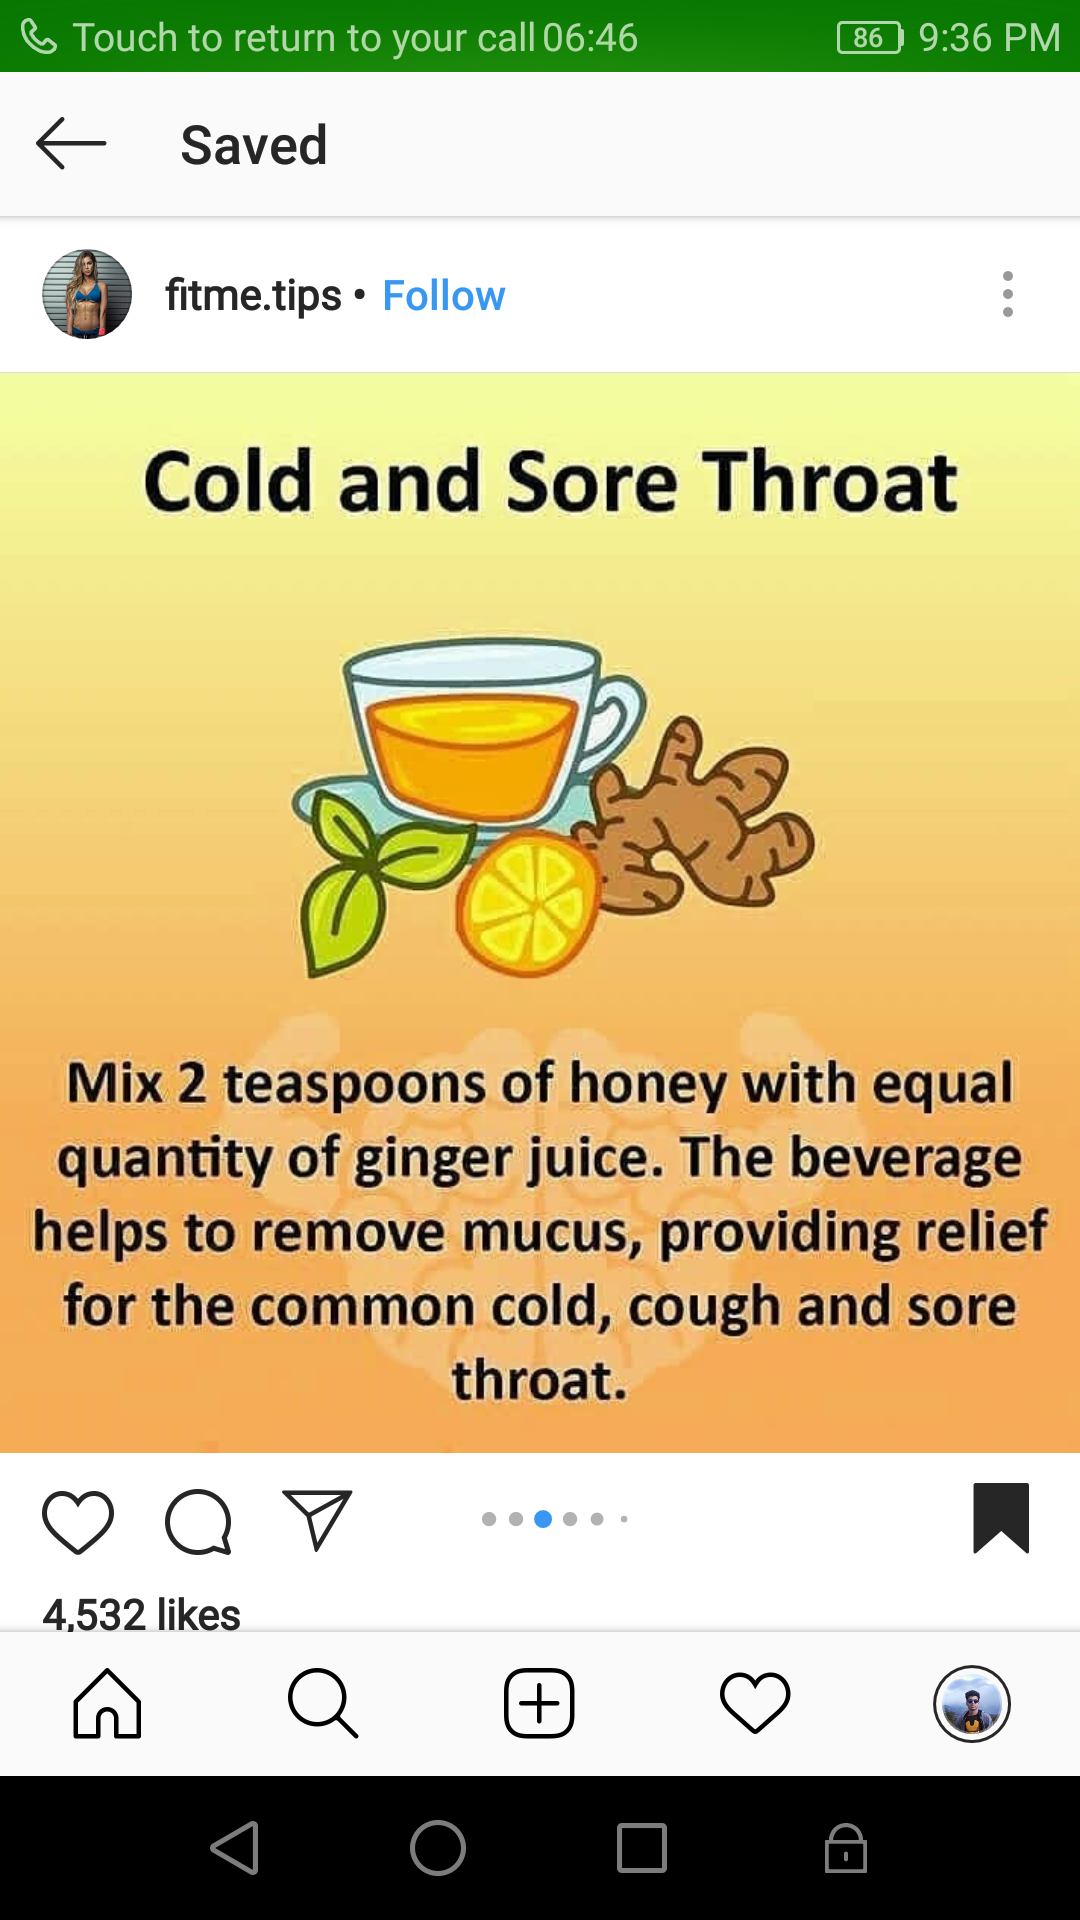 Touch to return to your call 06:46 86 9:36 PM
Saved
fitme.tips • Follow
Cold and Sore Throat
Mix 2 teaspoons of honey with equal
quantity of ginger juice. The beverage
helps to remove mucus, providing relief
for the common cold, cough and sore
throat.
4,532 likes